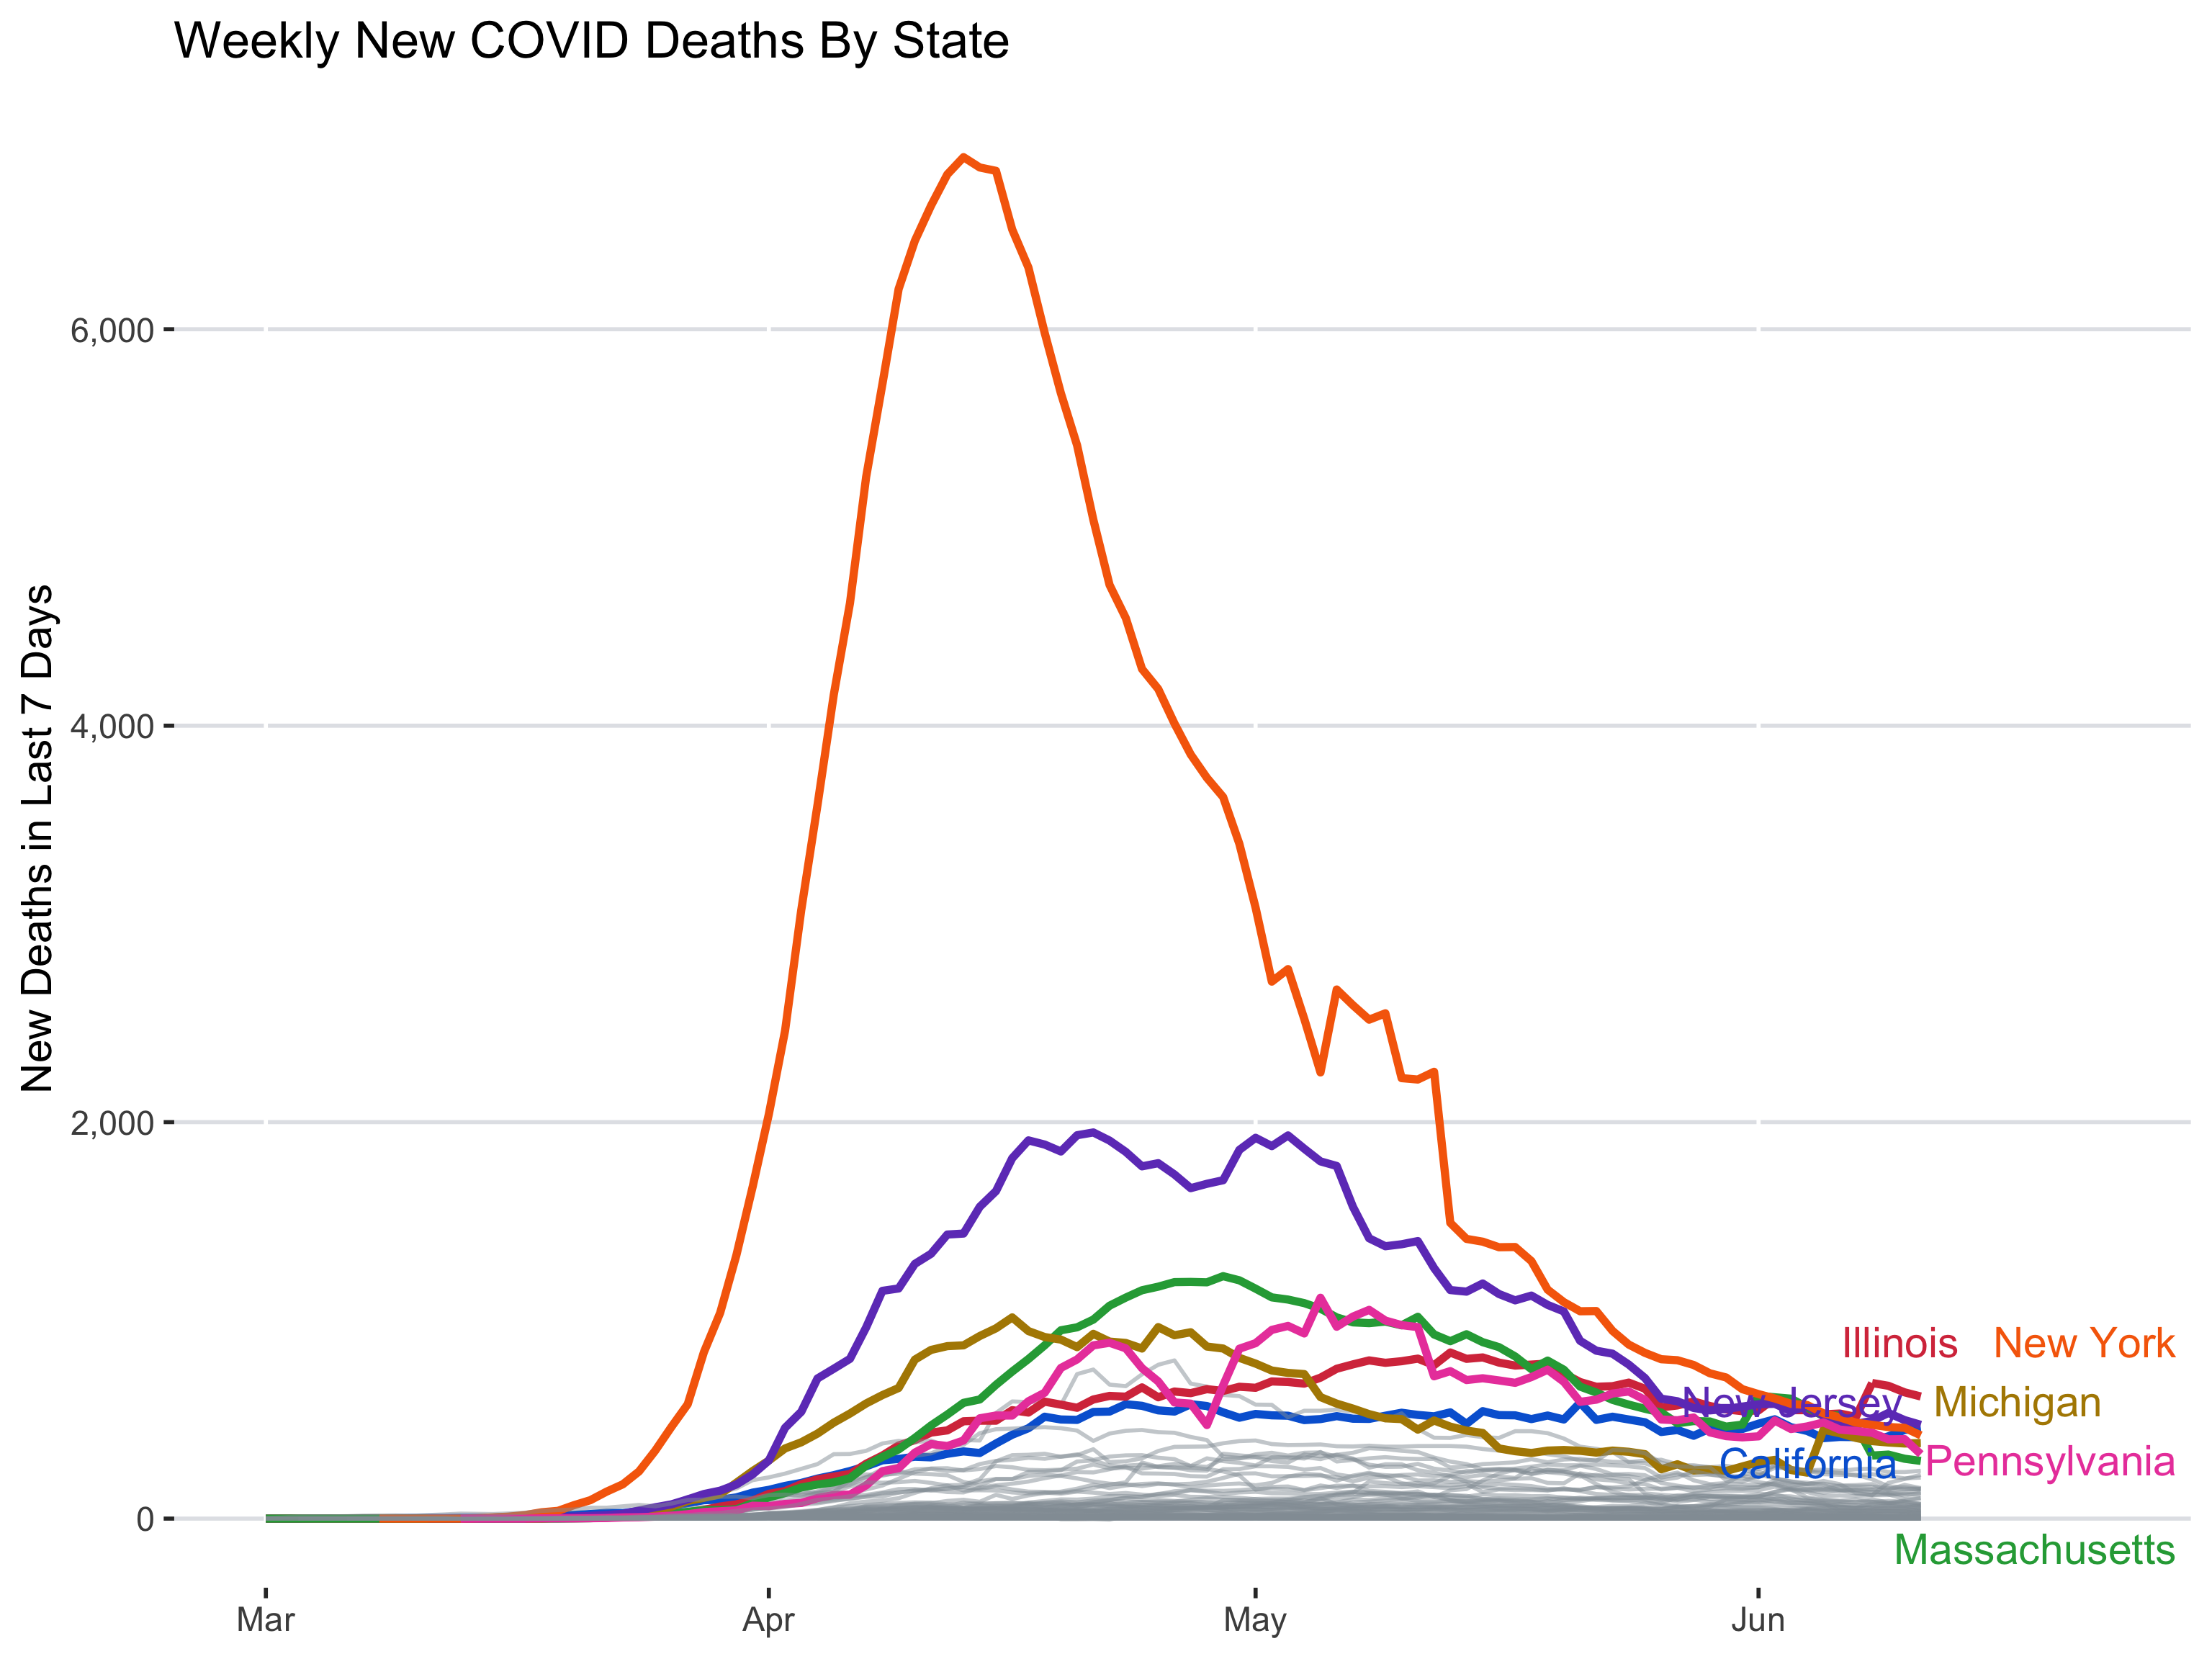 Weekly New COVID Deaths By State
New Deaths in Last 7 Days
6,000
4,000
2,000
0
Illinois
New York
New Jersey
Michigan
California
Pennsylvania
Massachusetts
Mar
Apr
May
Jun